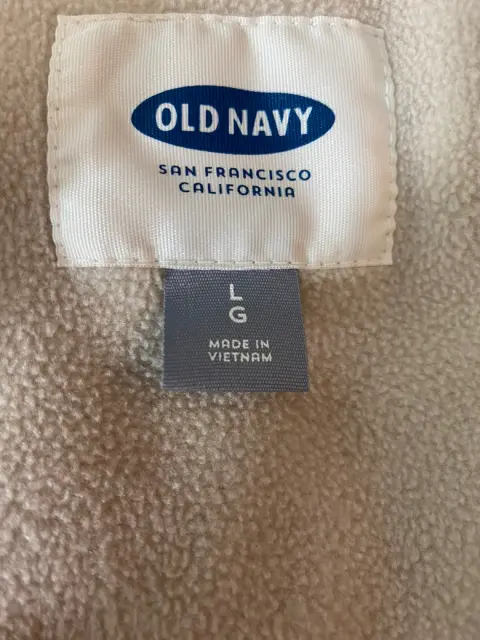 OLD NAVY
SAN FRANCISCO
CALIFORNIA
L
G
MADE IN
VIETNAM